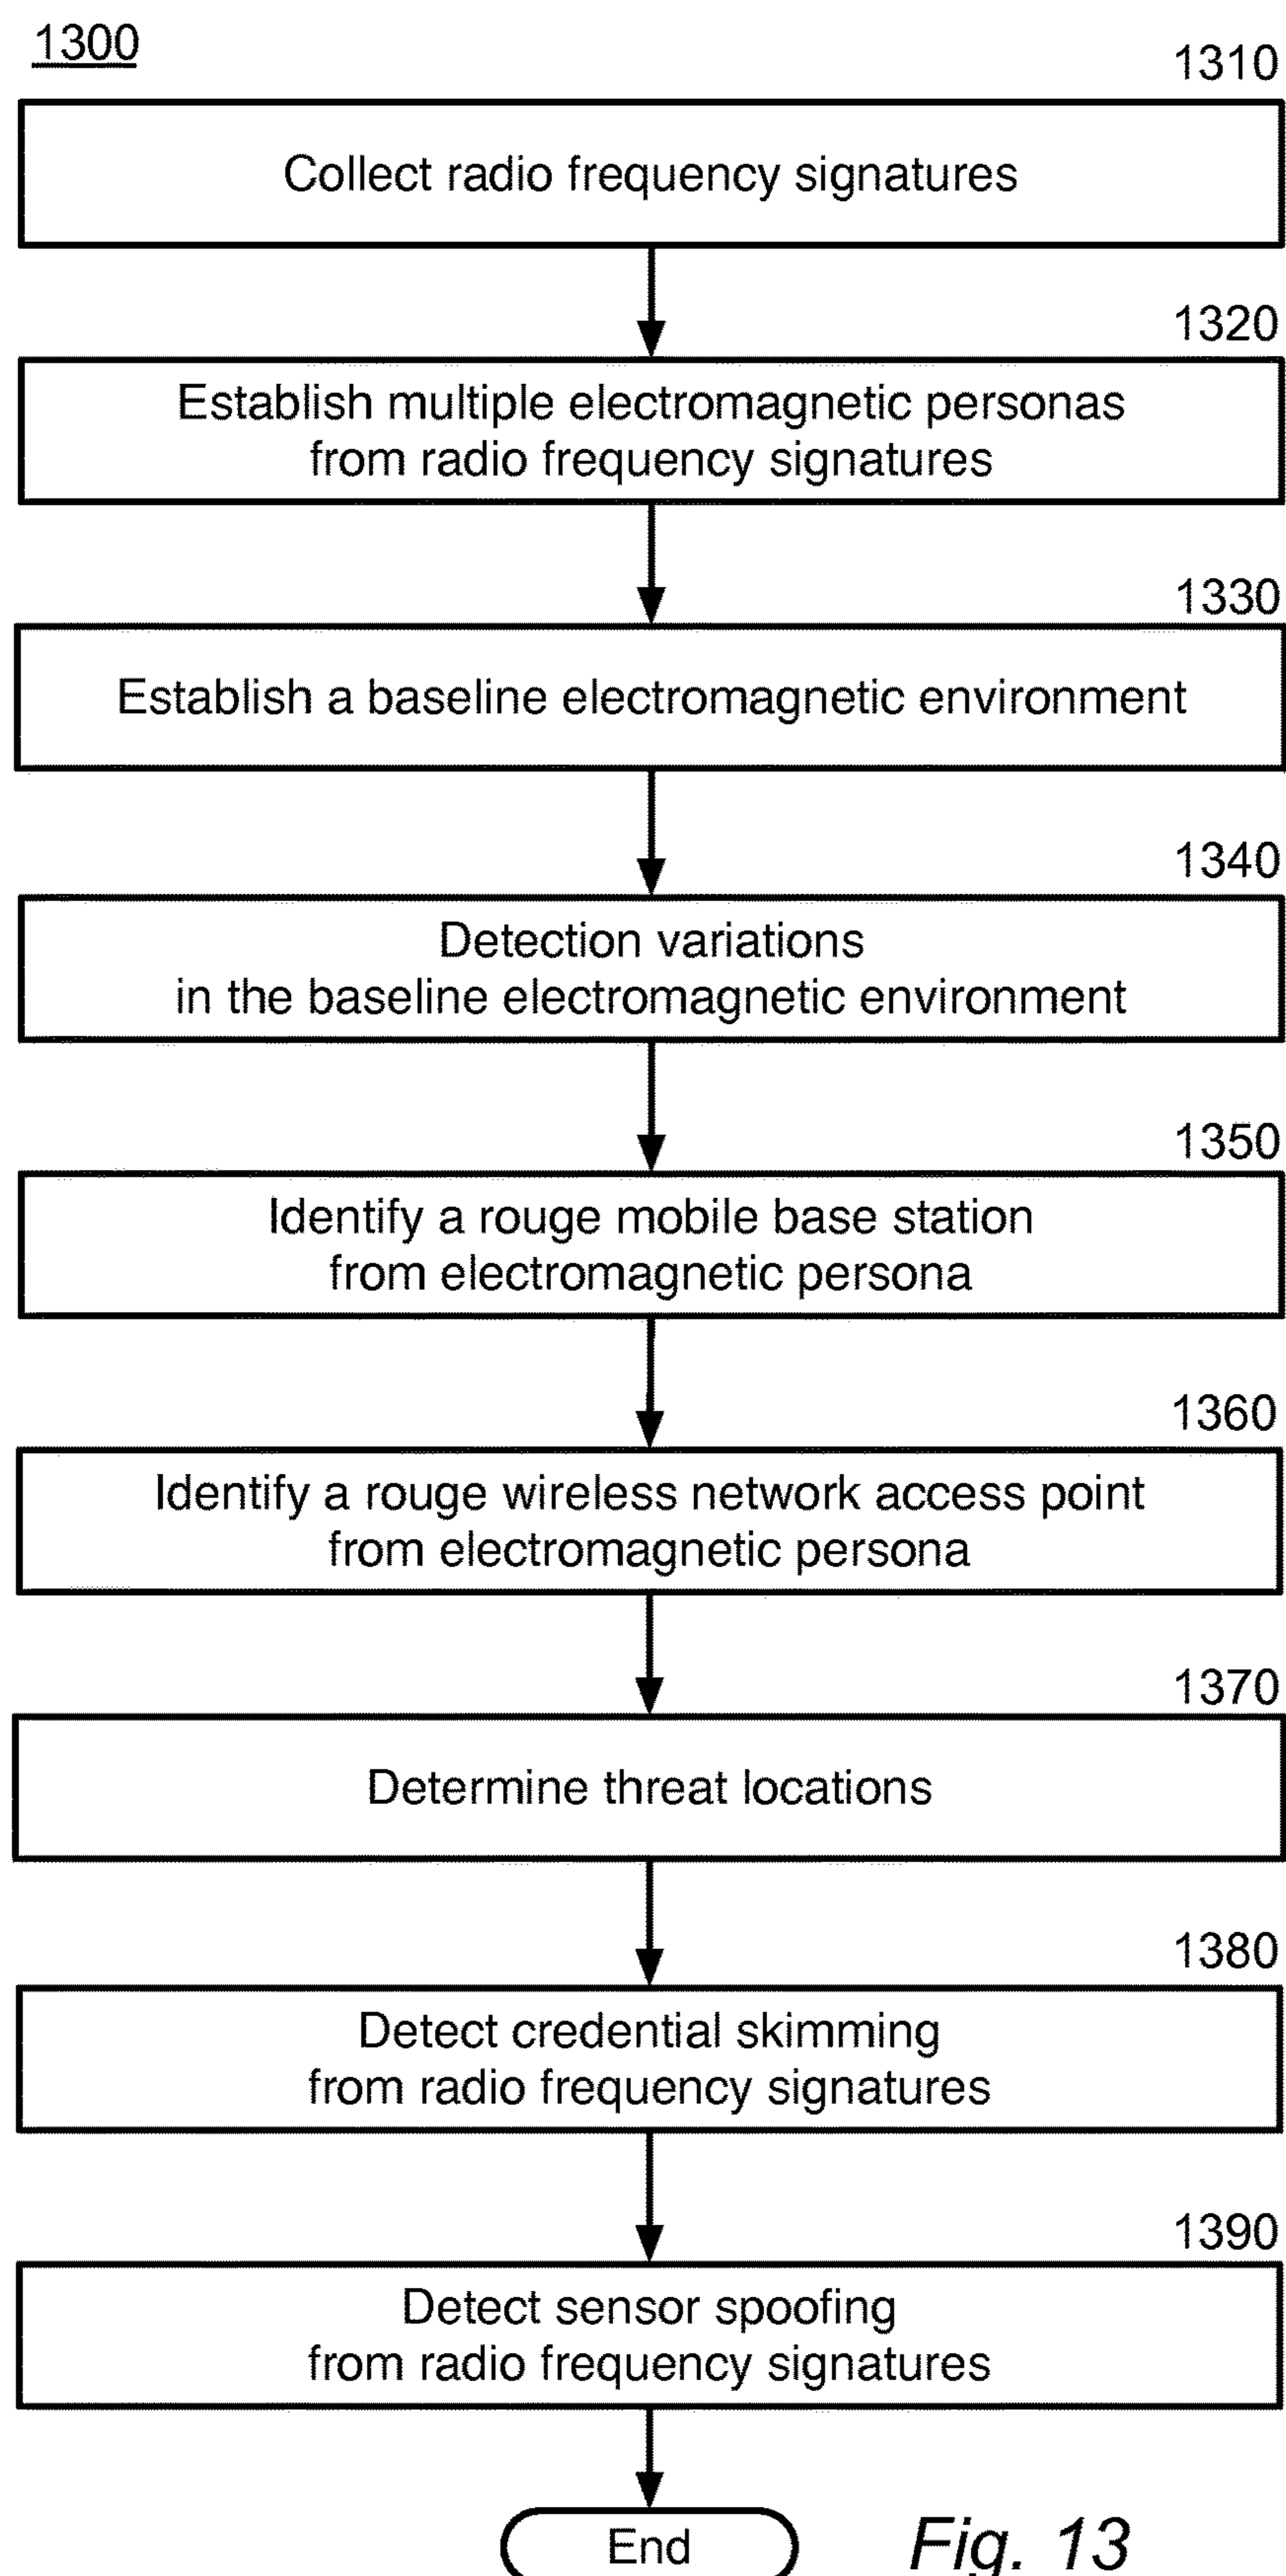 1300
1310
Collect radio frequency signatures
1320
Establish multiple electromagnetic personas
from radio frequency signatures
1330
Establish a baseline electromagnetic environment
1340
Detection variations
in the baseline electromagnetic environment
1350
Identify a rouge mobile base station
from electromagnetic persona
1360
Identify a rouge wireless network access point
from electromagnetic persona
1370
Determine threat locations
1380
Detect credential skimming
from radio frequency signatures
1390
Detect sensor spoofing
from radio frequency signatures
End
Fig. 13